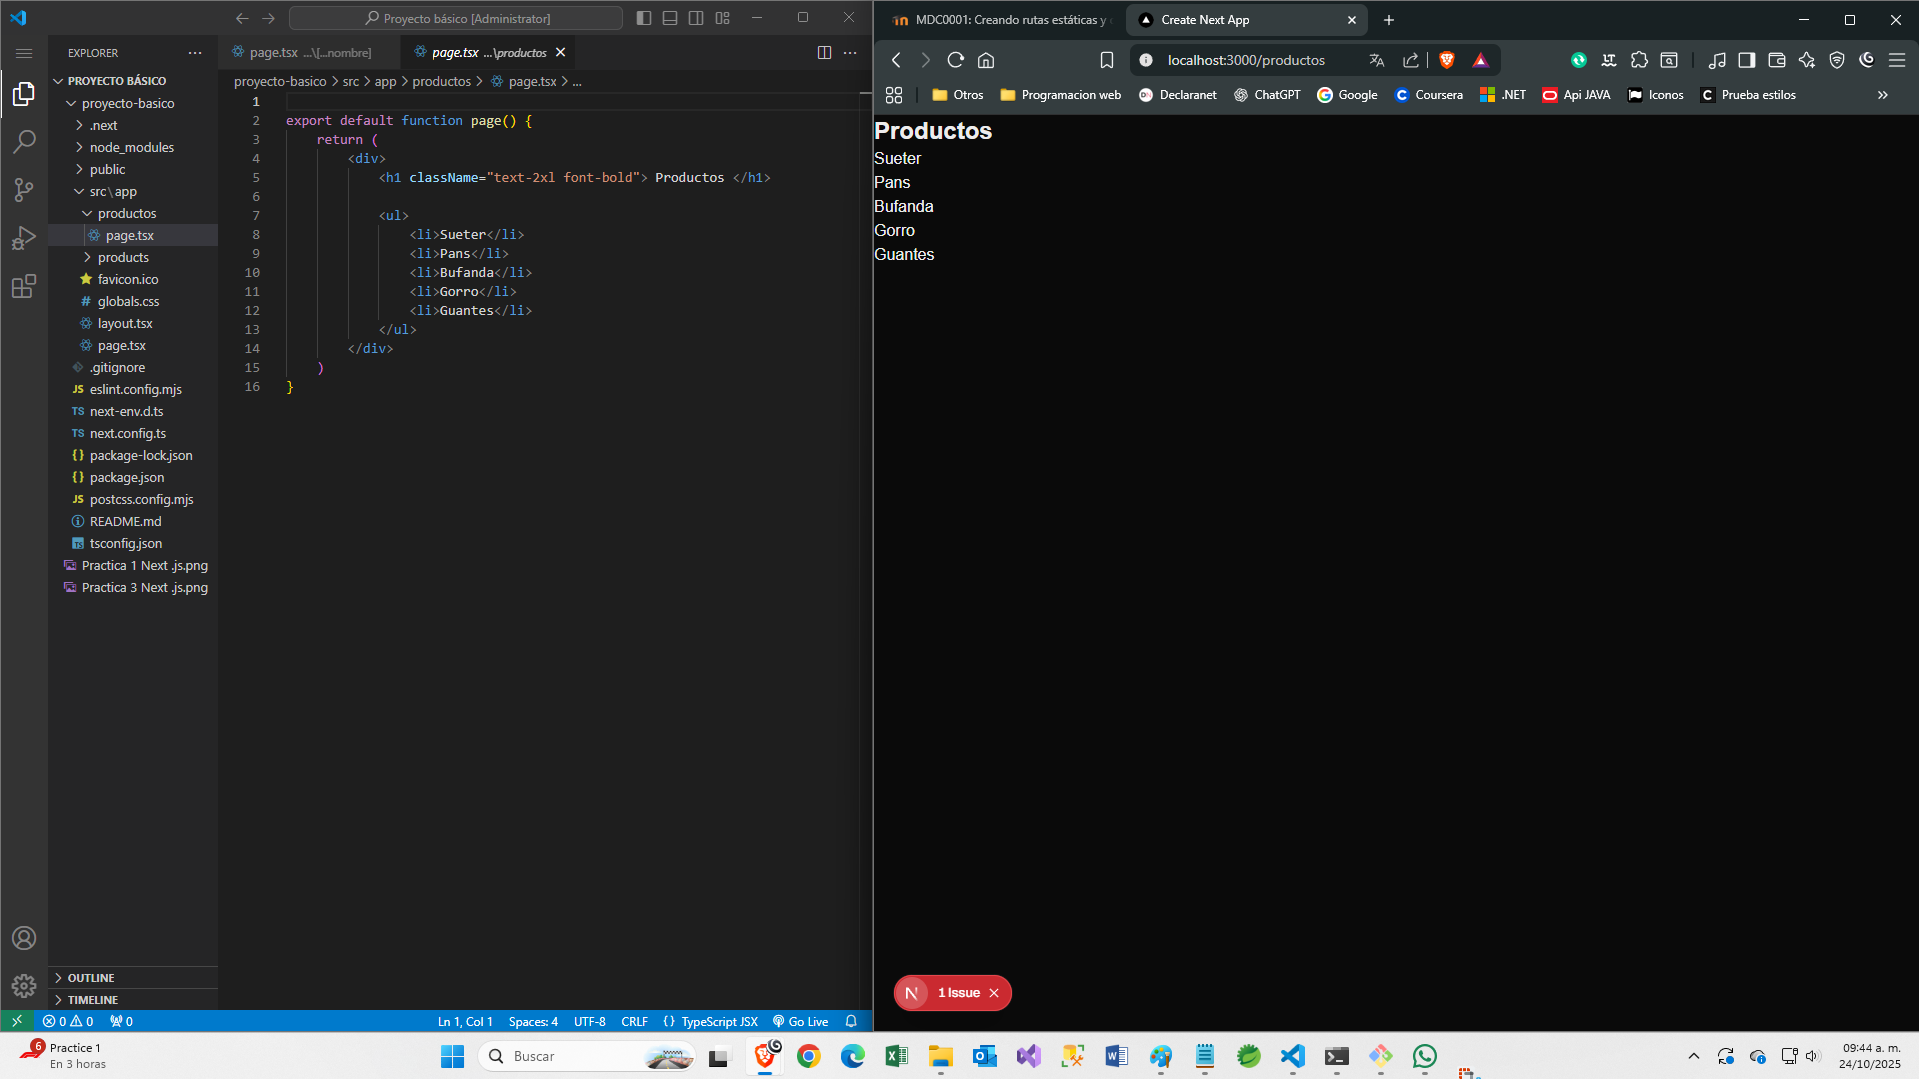 Proyecto básico [Administrator]
EXPLORER
PROYECTO BÁSICO
proyecto-basico
.next
node_modules
public
src\app
productos
page.tsx
products
favicon.ico
globals.css
layout.tsx
page.tsx
.gitignore
eslint.config.mjs
next-env.d.ts
next.config.ts
package-lock.json
package.json
postcss.config.mjs
README.md
tsconfig.json
Practica 1 Next .js.png
Practica 3 Next .js.png
OUTLINE
TIMELINE
page.tsx ...\[...nombre]
page.tsx ...\productos
proyecto-basico > src > app > productos > page.tsx > ...
1
2 export default function page() {
3 return (
4 <div>
5 <h1 className="text-2xl font-bold"> Productos </h1>
6
7 <ul>
8 <li>Sueter</li>
9 <li>Pans</li>
10 <li>Bufanda</li>
11 <li>Gorro</li>
12 <li>Guantes</li>
13 </ul>
14 </div>
15 )
16 }
0 0 0 Ln 1, Col 1 Spaces: 4 UTF-8 CRLF {} TypeScript JSX Go Live
MDC0001: Creando rutas estáticas y
Create Next App
localhost:3000/productos
Otros Programacion web Declaranet ChatGPT Google Coursera .NET Api JAVA Iconos Prueba estilos
Productos
Sueter
Pans
Bufanda
Gorro
Guantes
N 1 Issue
6 Practice 1
En 3 horas
Buscar
09:44 a. m.
24/10/2025